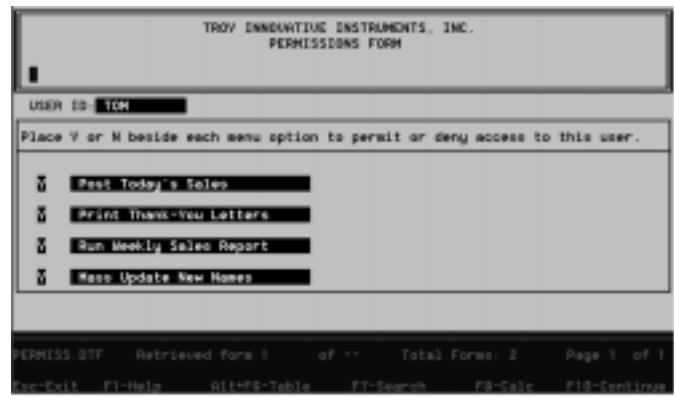 TROY INNOVATIVE INSTRUMENTS, INC.
PERMISSIONS FORM
USER ID: TOM
Place Y or N beside each menu option to permit or deny access to this user.
Y Post Today's Sales
Y Print Thank-You Letters
Y Run Weekly Sales Report
Y Mass Update New Names
PERMISS.DTF Retrieved form 1 of -- Total Forms: 2 Page 1 of 1
Esc-Exit F1-Help Alt+F6-Table F7-Search F8-Calc F10-Continue